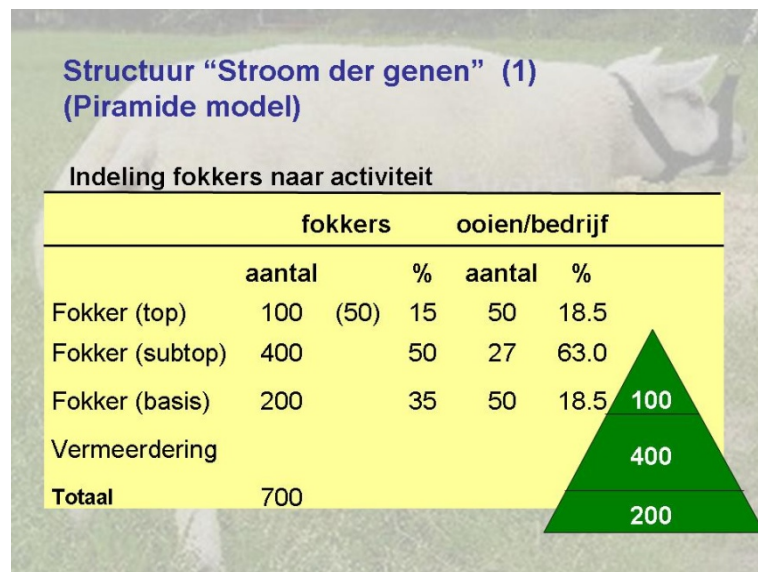 Structuur “Stroom der genen” (1)
(Piramide model)
Indeling fokkers naar activiteit
fokkers ooien/bedrijf
aantal % aantal %
Fokker (top) 100 (50) 15 50 18.5
Fokker (subtop) 400 50 27 63.0
Fokker (basis) 200 35 50 18.5 100
Vermeerdering 400
Totaal 700
200